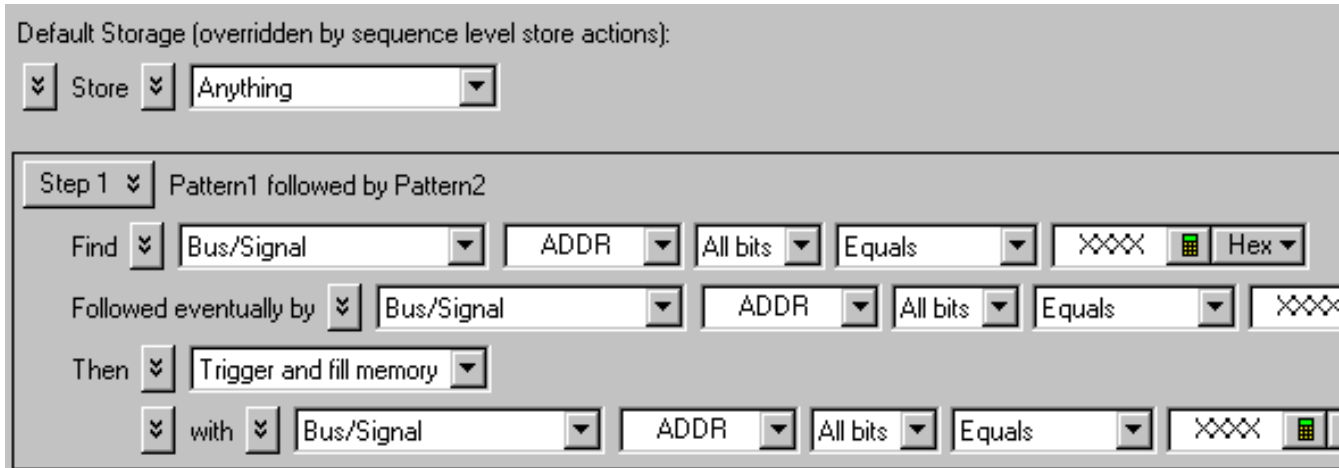 Default Storage (overridden by sequence level store actions):
Store Anything
Step 1 Pattern1 followed by Pattern2
Find Bus/Signal ADDR All bits Equals XXXX Hex
Followed eventually by Bus/Signal ADDR All bits Equals XXXX
Then Trigger and fill memory
with Bus/Signal ADDR All bits Equals XXXX